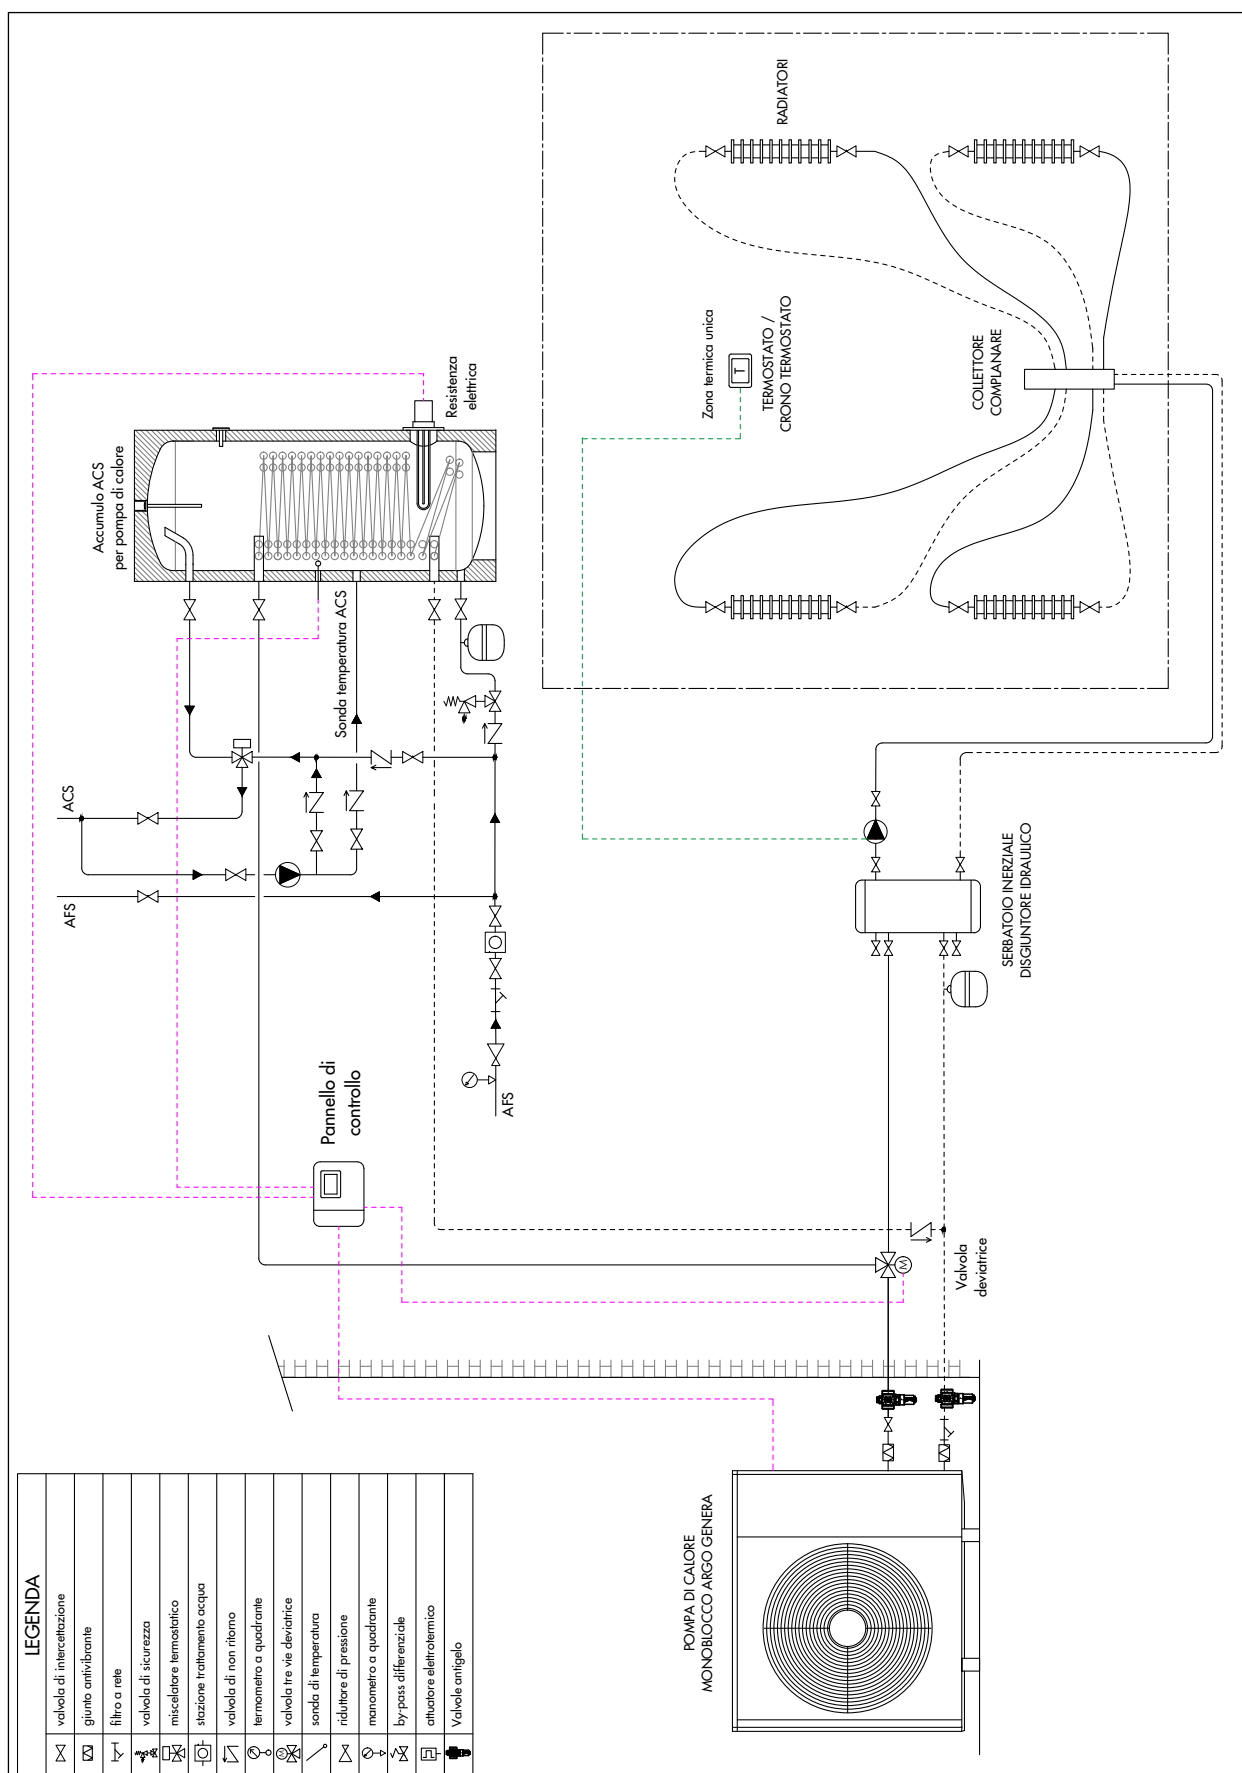 LEGENDA
valvola di intercettazione
giunto antivibrante
filtro a rete
valvola di sicurezza
miscelatore termostatico
stazione trattamento acqua
valvola di non ritorno
termometro a quadrante
valvola tre vie deviatrice
sonda di temperatura
riduttore di pressione
manometro a quadrante
by-pass differenziale
attuatore elettrotermico
Valvole antigelo
M
POMPA DI CALORE
MONOBLOCCO ARGO GENERA
Valvola
deviatrice
M
Pannello di
controllo
AFS
AFS
ACS
Sonda temperatura ACS
Accumulo ACS
per pompa di calore
Resistenza
elettrica
SERBATOIO INERZIALE
DISGIUNTORE IDRAULICO
Zona termica unica
T
TERMOSTATO /
CRONO TERMOSTATO
COLLETTORE
COMPLANARE
RADIATORI